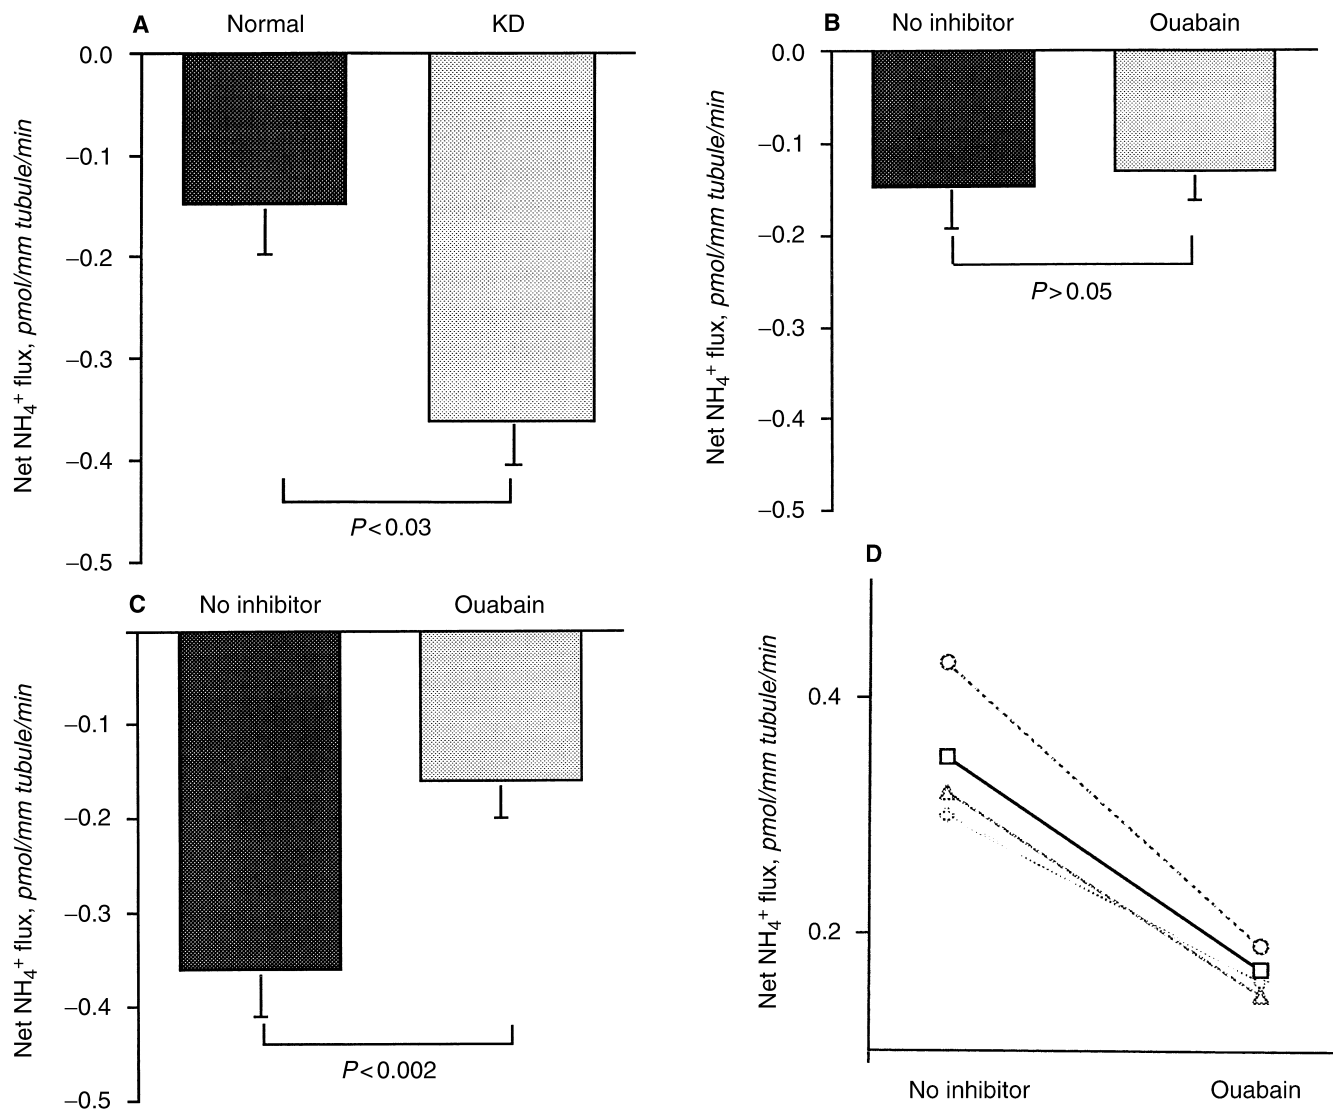 A
Normal
KD
0.0
−0.1
−0.2
−0.3
−0.4
−0.5
Net NH4+ flux, pmol/mm tubule/min
P<0.03
B
No inhibitor
Ouabain
0.0
−0.1
−0.2
−0.3
−0.4
−0.5
Net NH4+ flux, pmol/mm tubule/min
P>0.05
C
No inhibitor
Ouabain
−0.1
−0.2
−0.3
−0.4
−0.5
Net NH4+ flux, pmol/mm tubule/min
P<0.002
D
0.4
0.2
Net NH4+ flux, pmol/mm tubule/min
No inhibitor
Ouabain